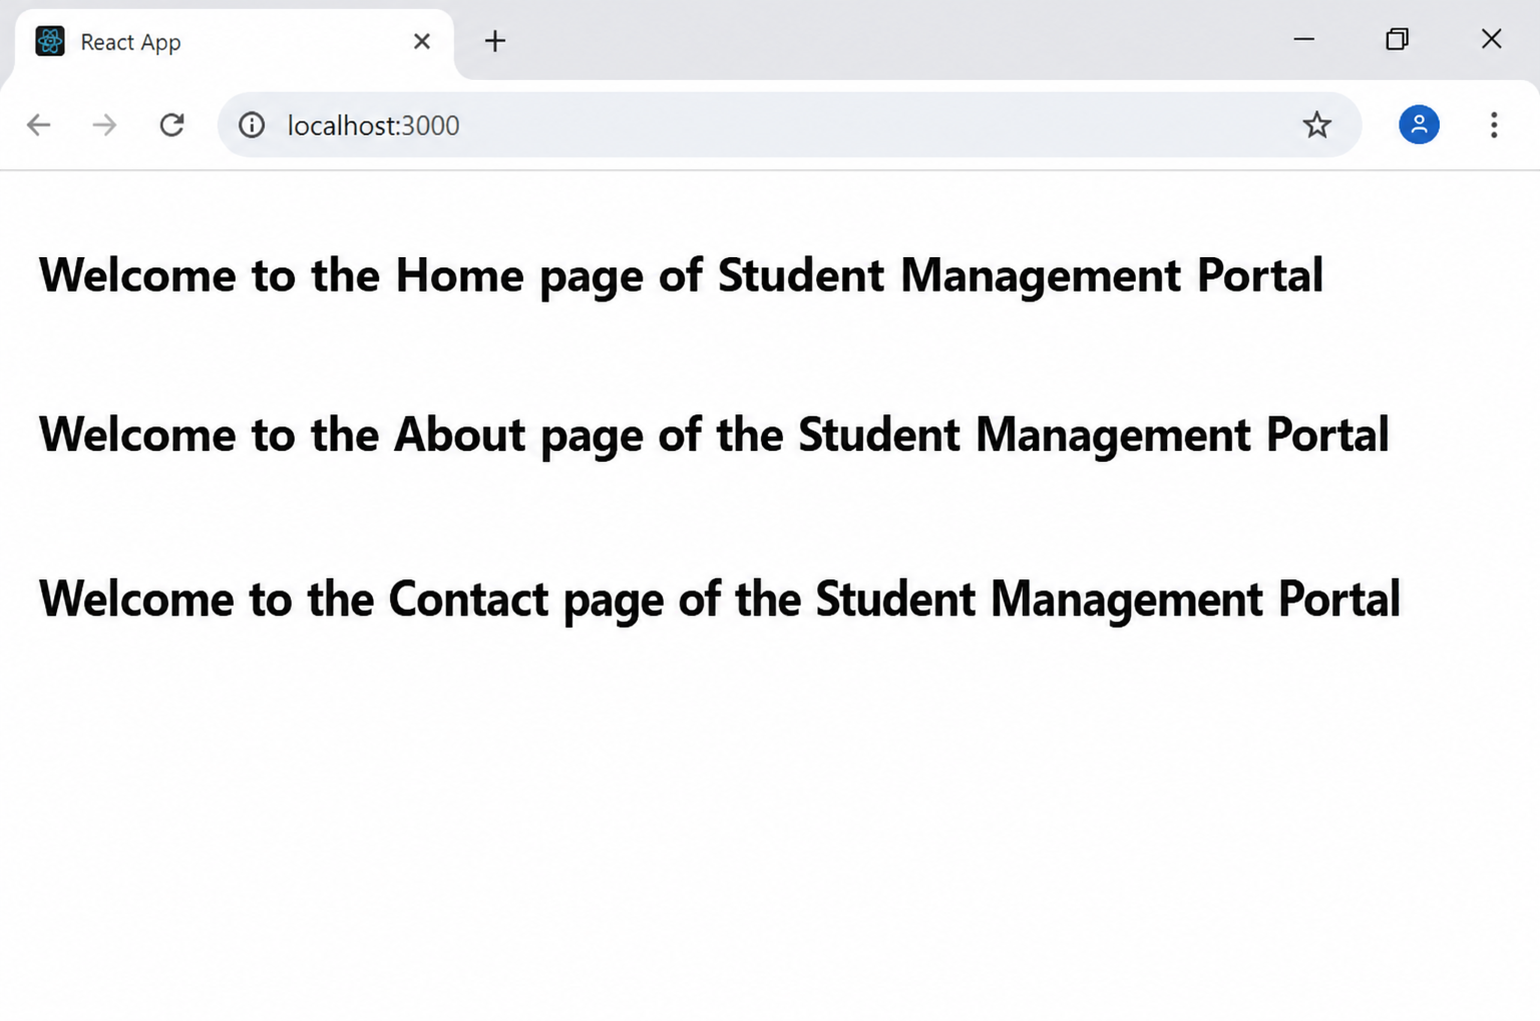 React App
localhost:3000
Welcome to the Home page of Student Management Portal
Welcome to the About page of the Student Management Portal
Welcome to the Contact page of the Student Management Portal